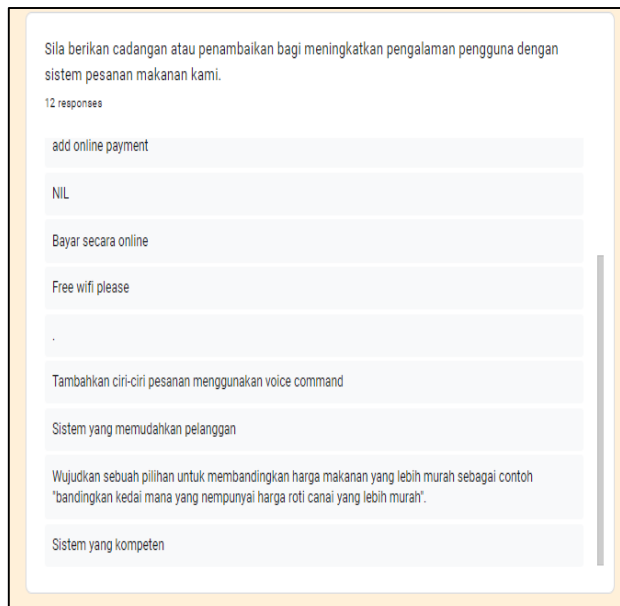 Sila berikan cadangan atau penambaikan bagi meningkatkan pengalaman pengguna dengan
sistem pesanan makanan kami.
12 responses
add online payment
NIL
Bayar secara online
Free wifi please
.
Tambahkan ciri-ciri pesanan menggunakan voice command
Sistem yang memudahkan pelanggan
Wujudkan sebuah pilihan untuk membandingkan harga makanan yang lebih murah sebagai contoh
"bandingkan kedai mana yang nempunyai harga roti canai yang lebih murah".
Sistem yang kompeten